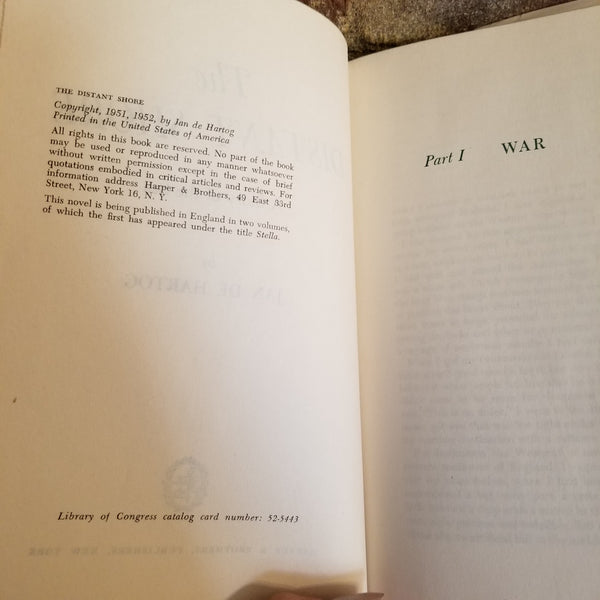 THE DISTANT SHORE
Copyright, 1951, 1952, by Jan de Hartog
Printed in the United States of America
All rights in this book are reserved. No part of the book
may be used or reproduced in any manner whatsoever
without written permission except in the case of brief
quotations embodied in critical articles and reviews. For
information address Harper & Brothers, 49 East 33rd
Street, New York 16, N. Y.
This novel is being published in England in two volumes,
of which the first has appeared under the title Stella.
Library of Congress catalog card number: 52-5443
Part I WAR